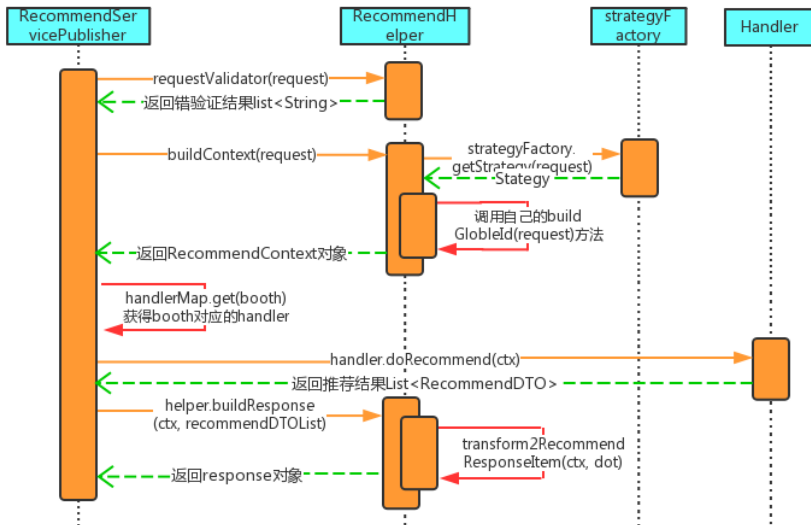 RecommendSer
vicePublisher
RecommendH
elper
strategyF
actory
Handler
requestValidator(request)
返回错验证结果list<String>
buildContext(request)
strategyFactory.
getStrategy(request)
Stategy
调用自己的build
GlobleId(request)方法
返回RecommendContext对象
handlerMap.get(booth)
获得booth对应的handler
handler.doRecommend(ctx)
返回推荐结果List<RecommendDTO>
helper.buildResponse
(ctx, recommendDTOList)
transform2Recommend
ResponseItem(ctx, dot)
返回response对象